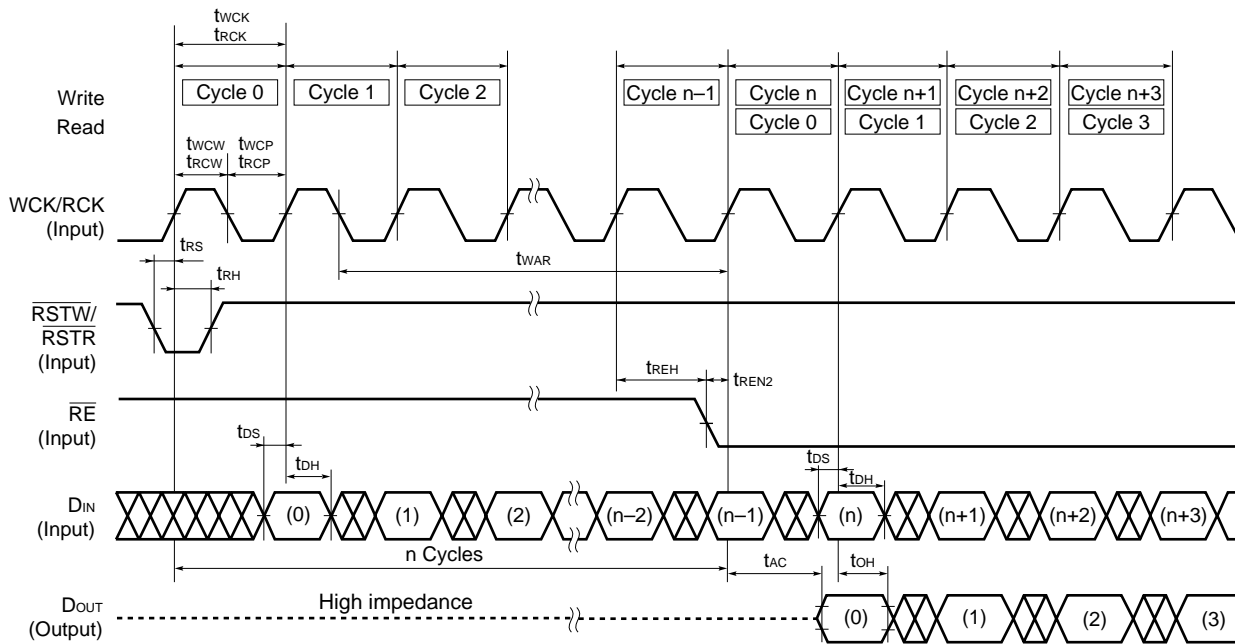 tWCK
tRCK
Write Cycle 0 Cycle 1 Cycle 2 Cycle n–1 Cycle n Cycle n+1 Cycle n+2 Cycle n+3
Read Cycle 0 Cycle 1 Cycle 2 Cycle 3
tWCW tWCP
tRCW tRCP
WCK/RCK
(Input)
tRS
tWAR
tRH
RSTW/
RSTR
(Input)
tREH tREN2
RE
(Input)
tDS tDS
tDH tDH
DIN (0) (1) (2) (n–2) (n–1) (n) (n+1) (n+2) (n+3)
(Input)
n Cycles
tAC tOH
High impedance
DOUT (0) (1) (2) (3)
(Output)